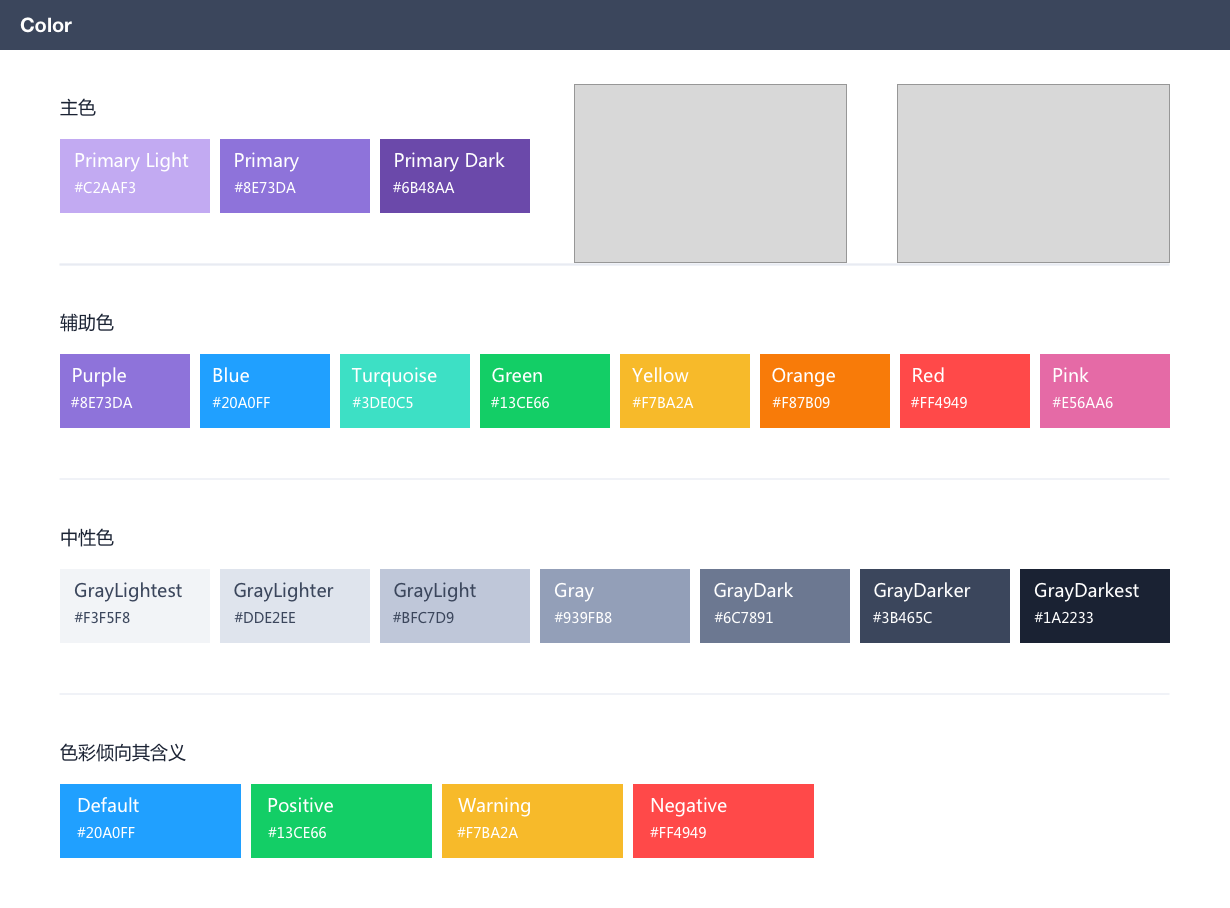 Color
主色
Primary Light
#C2AAF3
Primary
#8E73DA
Primary Dark
#6B48AA
辅助色
Purple
#8E73DA
Blue
#20A0FF
Turquoise
#3DE0C5
Green
#13CE66
Yellow
#F7BA2A
Orange
#F87B09
Red
#FF4949
Pink
#E56AA6
中性色
GrayLightest
#F3F5F8
GrayLighter
#DDE2EE
GrayLight
#BFC7D9
Gray
#939FB8
GrayDark
#6C7891
GrayDarker
#3B465C
GrayDarkest
#1A2233
色彩倾向其含义
Default
#20A0FF
Positive
#13CE66
Warning
#F7BA2A
Negative
#FF4949